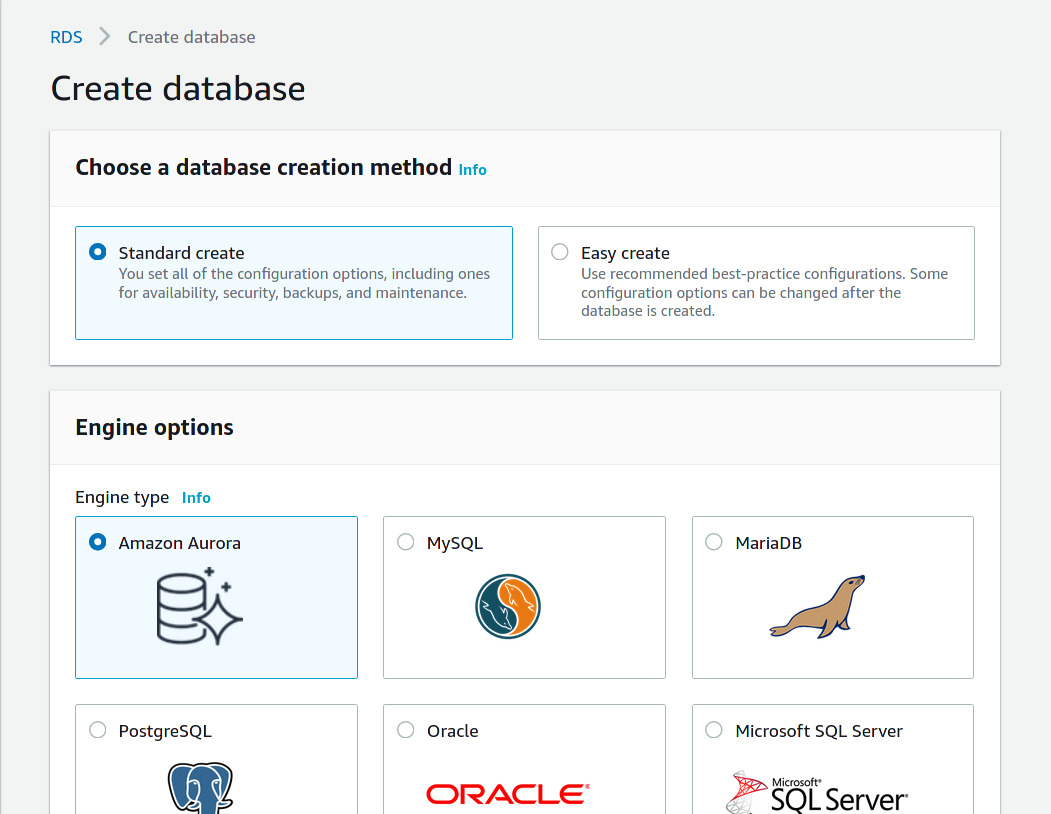 RDS Create database
Create database
Choose a database creation method Info
Standard create
You set all of the configuration options, including ones
for availability, security, backups, and maintenance.
Easy create
Use recommended best-practice configurations. Some
configuration options can be changed after the
database is created.
Engine options
Engine type Info
Amazon Aurora
MySQL
MariaDB
PostgreSQL
Oracle
ORACLE®
Microsoft SQL Server
Microsoft®
SQL Server®